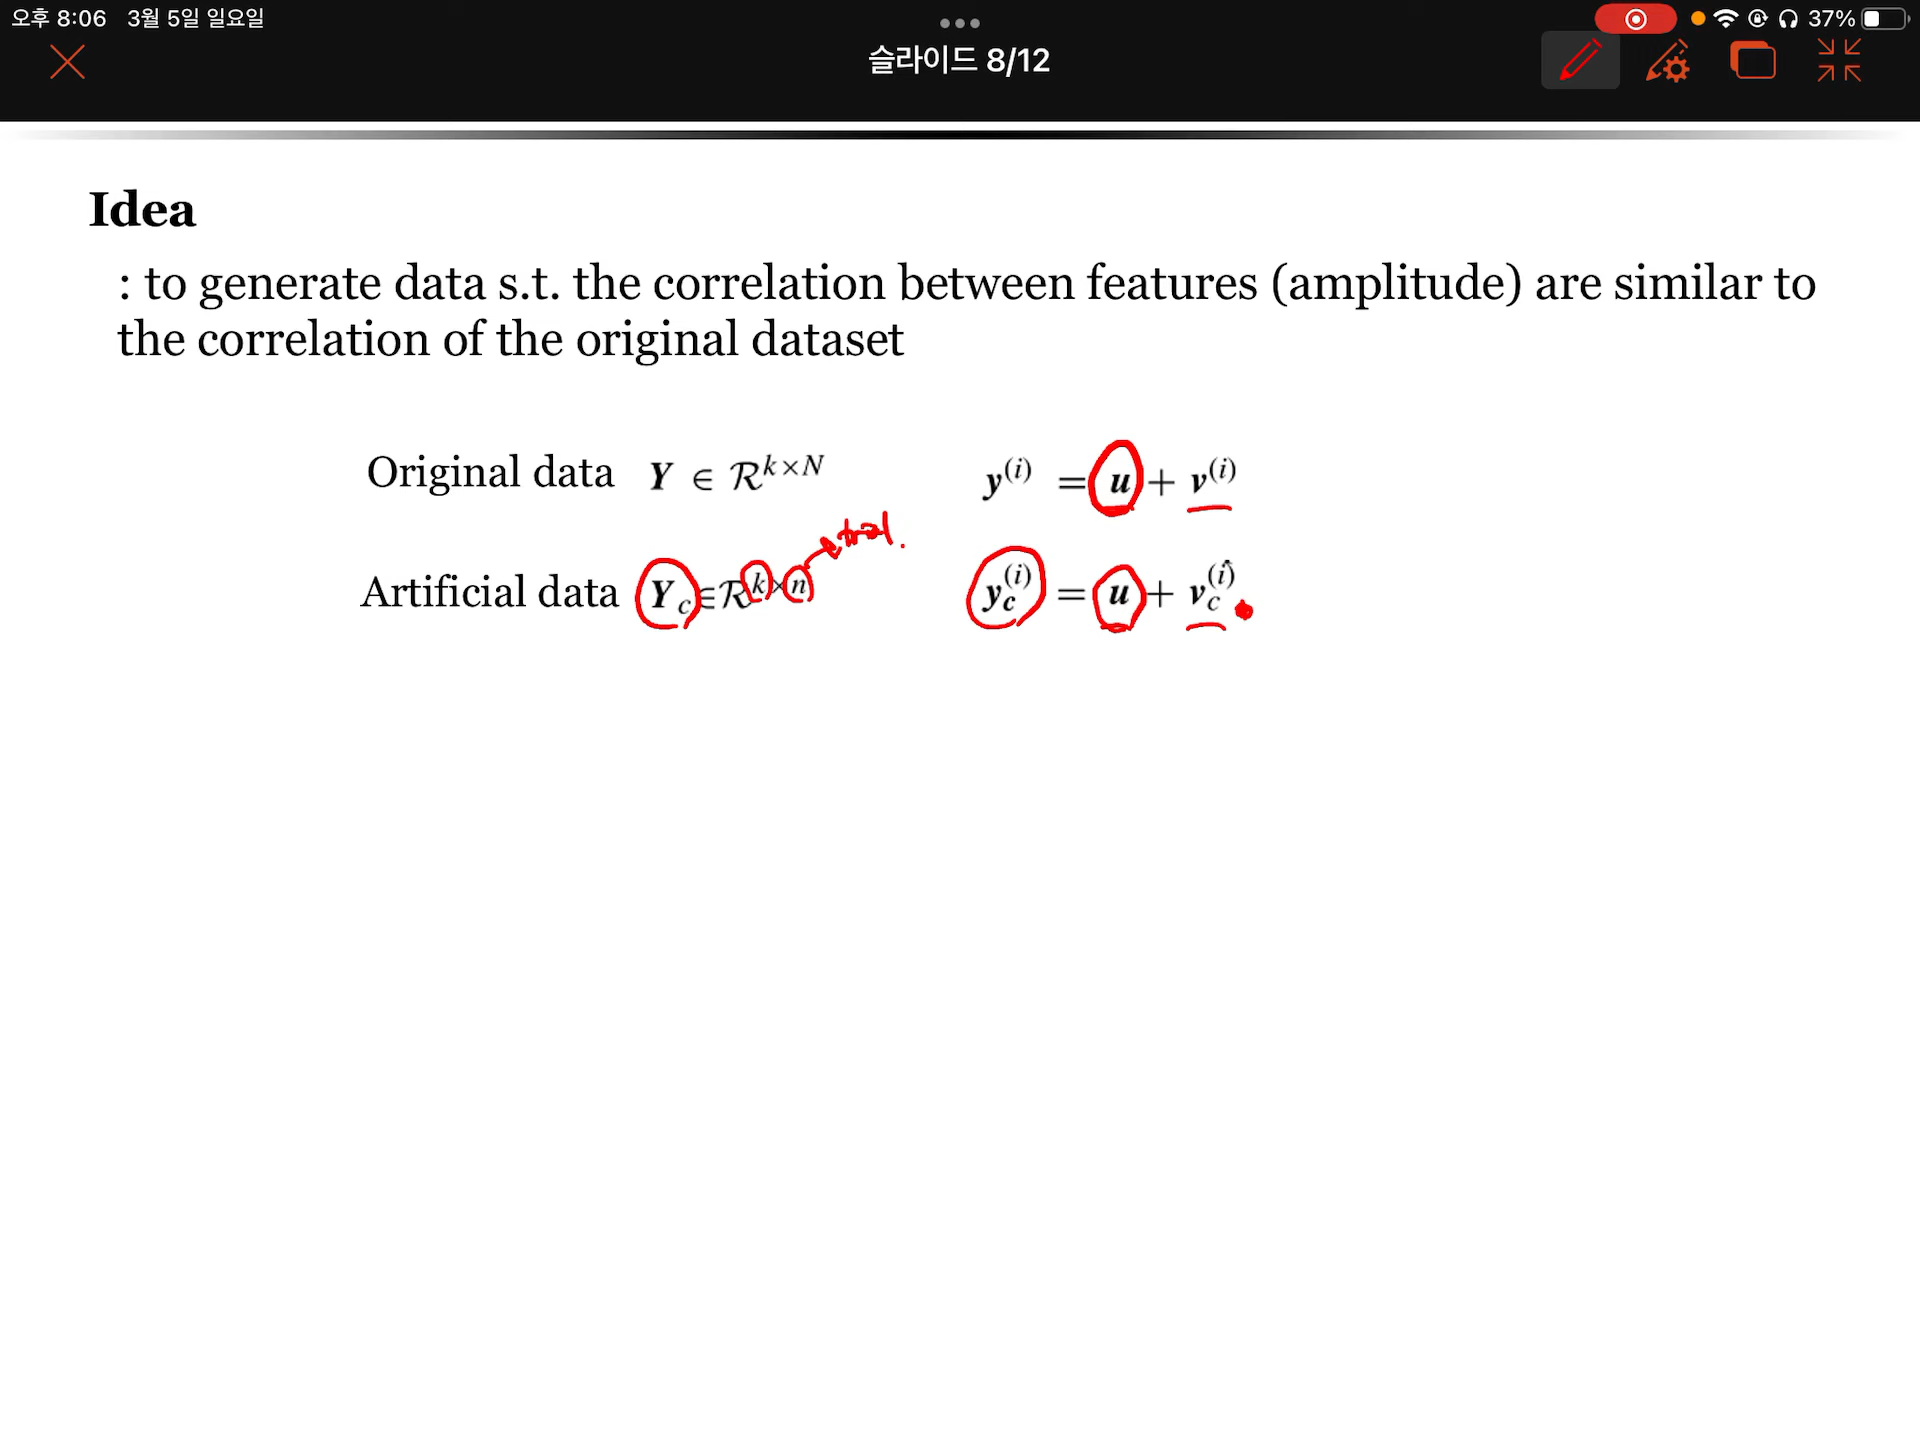 오후 8:06 3월 5일 일요일
37%
슬라이드 8/12
Idea
: to generate data s.t. the correlation between features (amplitude) are similar to
the correlation of the original dataset
Original data Y ∈ ℛ^{k×N} y^{(i)} = u + v^{(i)}
trial.
Artificial data Y_c ∈ ℛ^{k×n} y_c^{(i)} = u + v_c^{(i)}